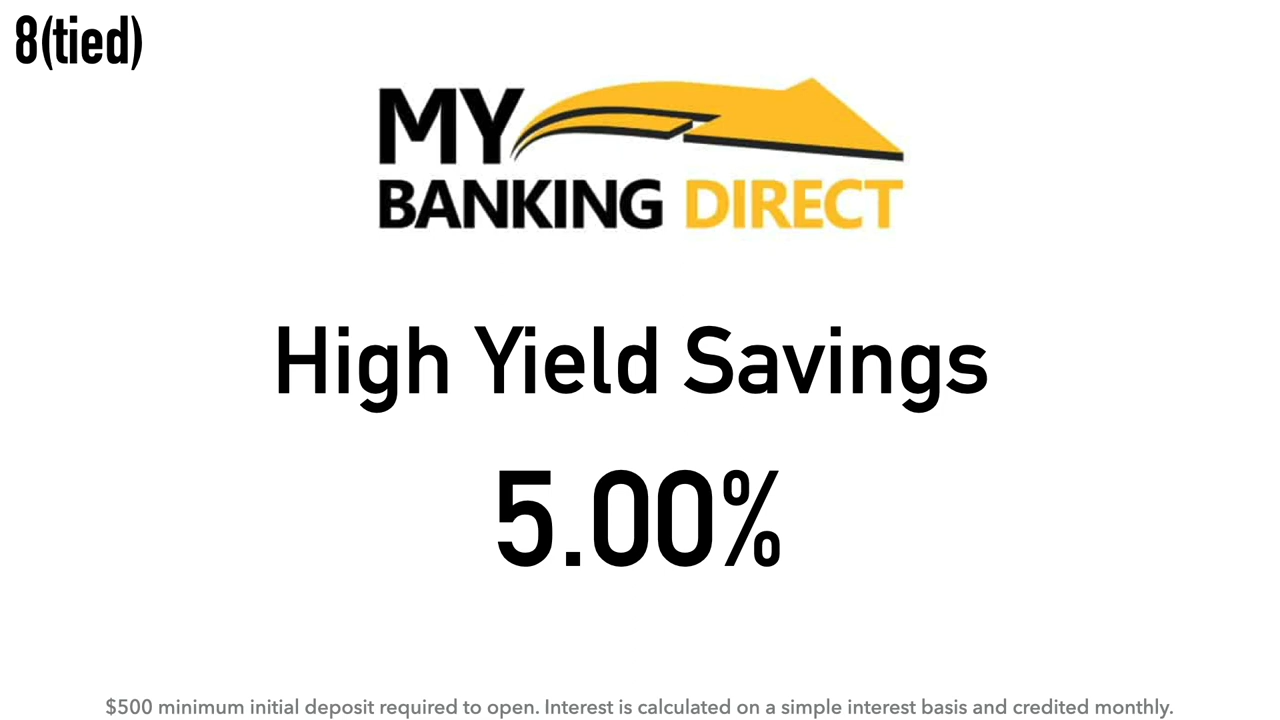 8(tied)
MY
BANKING DIRECT
High Yield Savings
5.00%
$500 minimum initial deposit required to open. Interest is calculated on a simple interest basis and credited monthly.